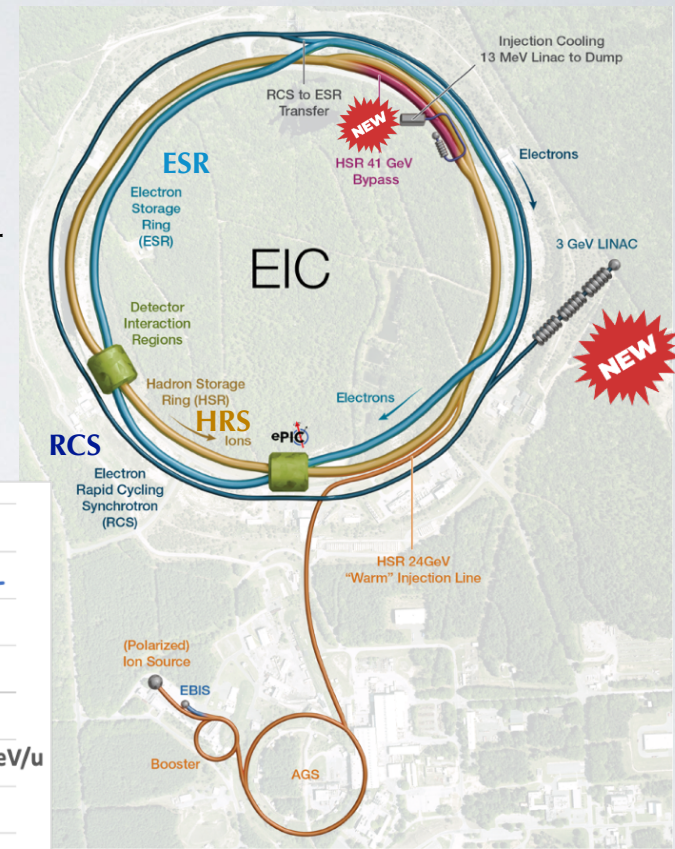 Injection Cooling
13 MeV Linac to Dump
RCS to ESR
Transfer
NEW
HSR 41 GeV
Bypass
Electrons
ESR
Electron
Storage
Ring
(ESR)
3 GeV LINAC
EIC
NEW
Detector
Interaction
Regions
Hadron Storage
Ring (HSR)
Ions
HRS
Electrons
ePIC
RCS
Electron
Rapid Cycling
Synchrotron
(RCS)
HSR 24GeV
"Warm" Injection Line
(Polarized)
Ion Source
EBIS
Booster
AGS
eV/u